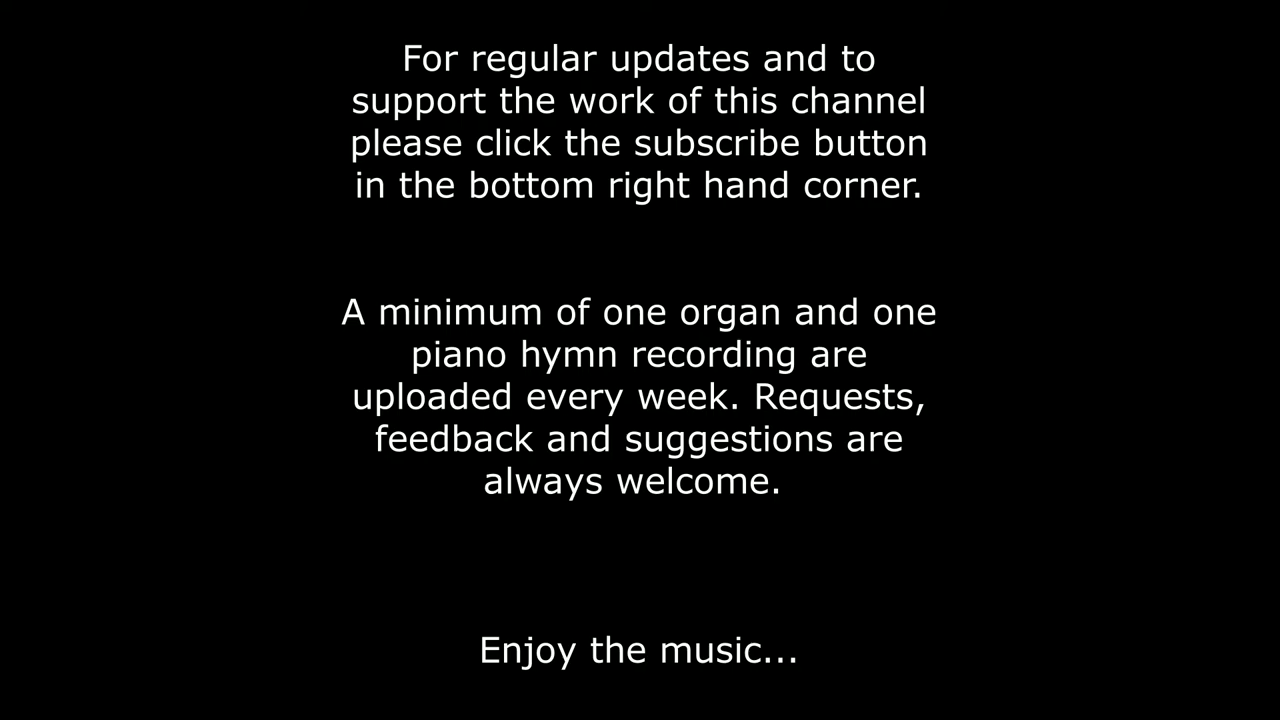 For regular updates and to
support the work of this channel
please click the subscribe button
in the bottom right hand corner.
A minimum of one organ and one
piano hymn recording are
uploaded every week. Requests,
feedback and suggestions are
always welcome.
Enjoy the music...